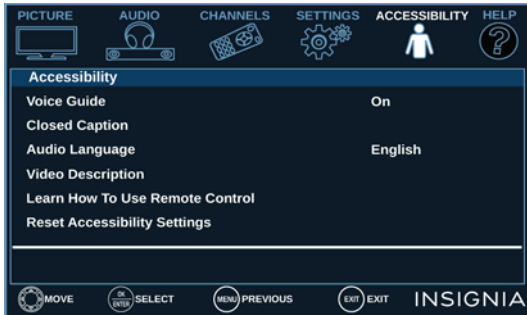 PICTURE AUDIO CHANNELS SETTINGS ACCESSIBILITY HELP
Accessibility
Voice Guide On
Closed Caption
Audio Language English
Video Description
Learn How To Use Remote Control
Reset Accessibility Settings
MOVE OK ENTER SELECT MENU PREVIOUS EXIT EXIT INSIGNIA